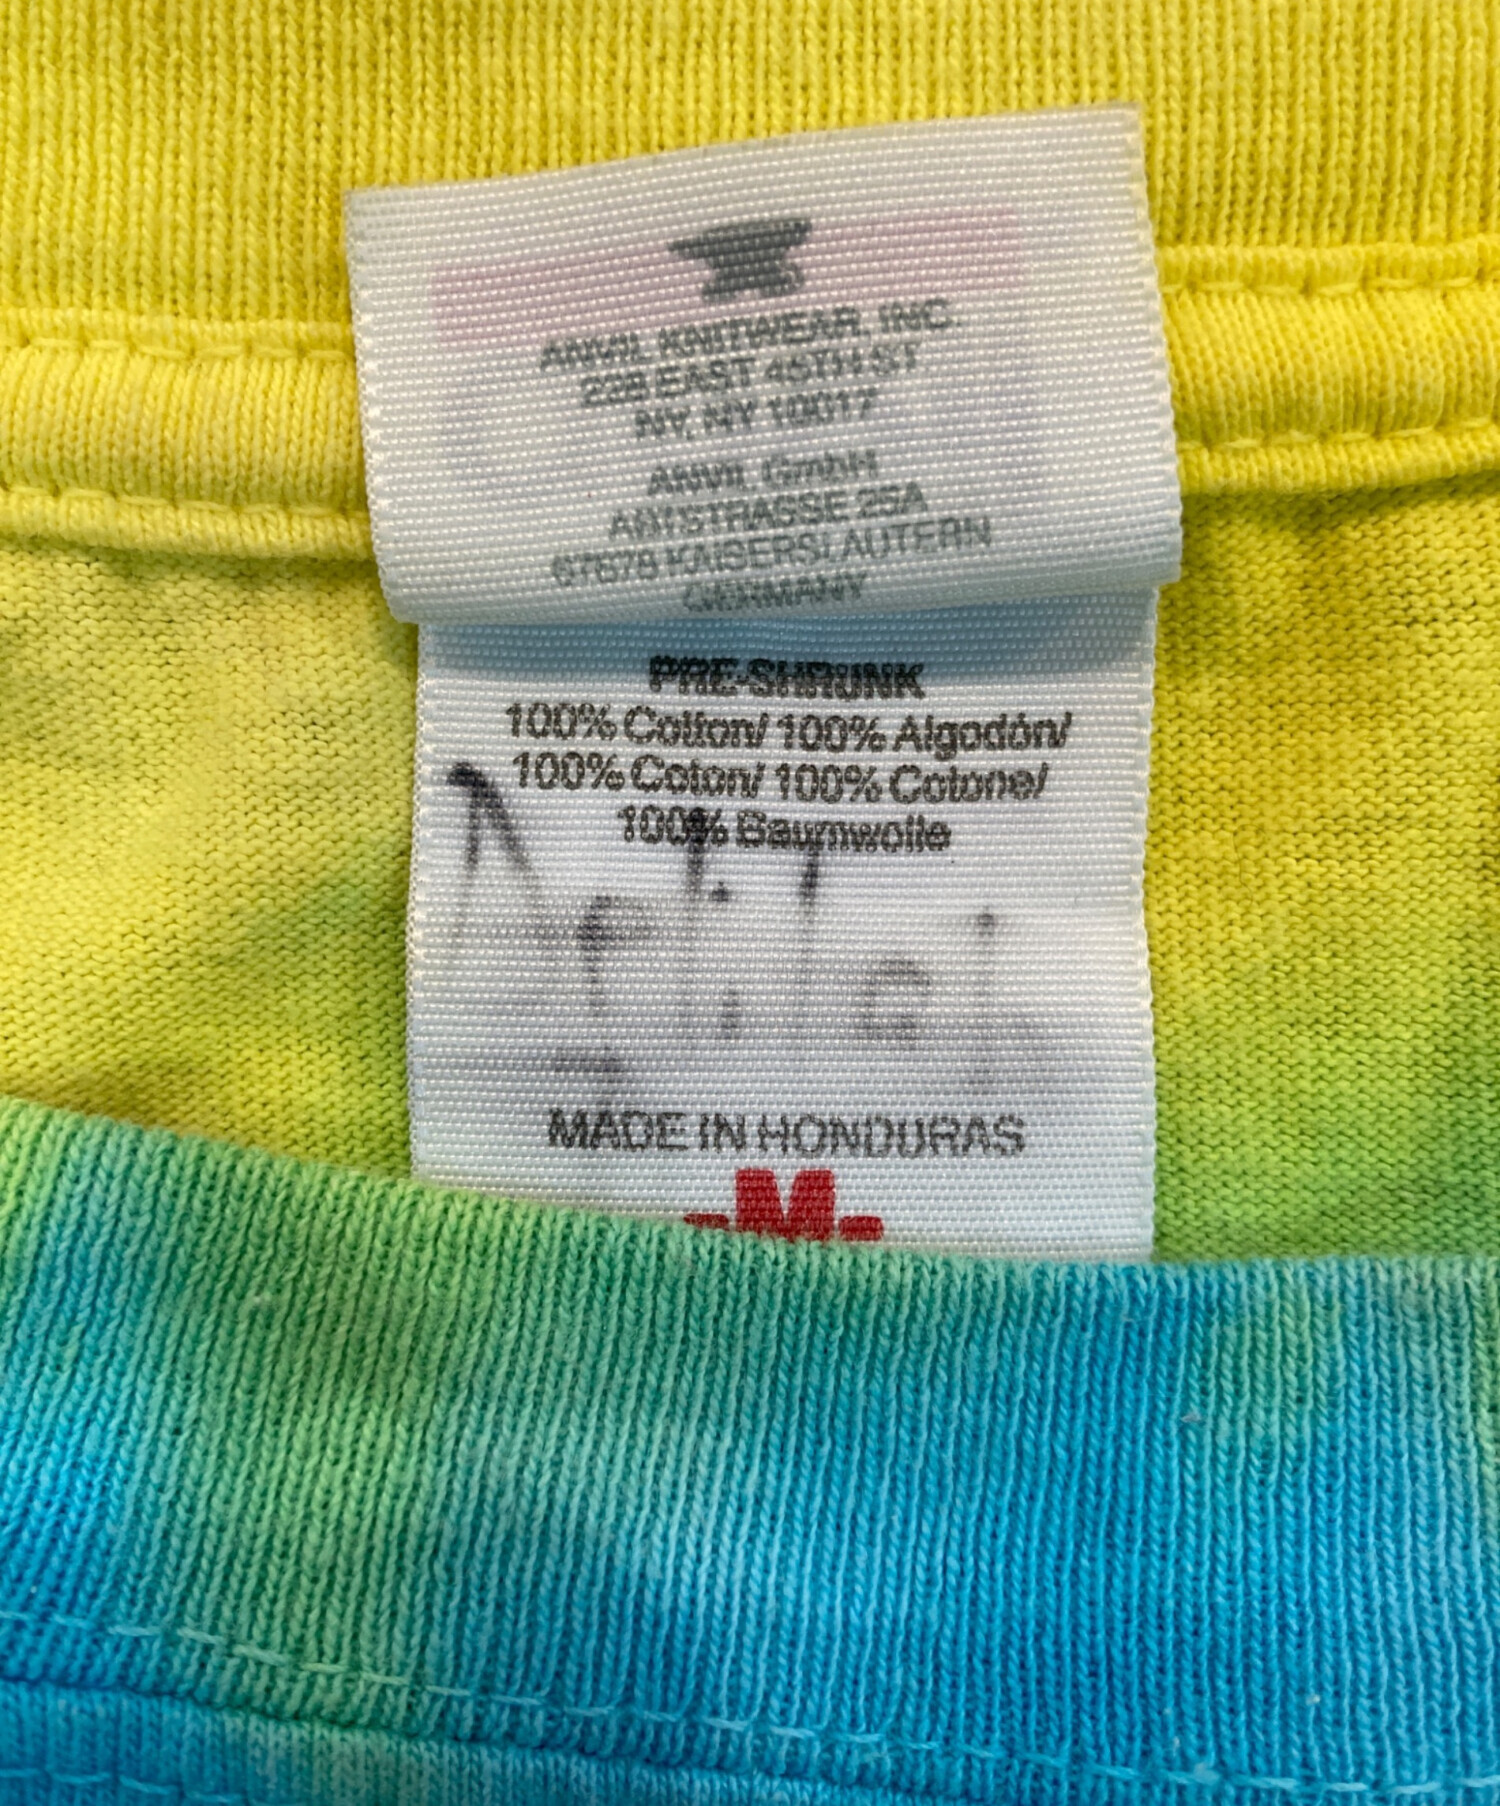 ANVIL KNITWEAR, INC.
228 EAST 45TH ST
NY, NY 10017
ANVIL GmbH
AMTSTRASSE 25A
67678 KAISERSLAUTERN
GERMANY
PRE-SHRUNK
100% Cotton/ 100% Algodón/
100% Coton/ 100% Cotone/
100% Baumwolle
MADE IN HONDURAS
M